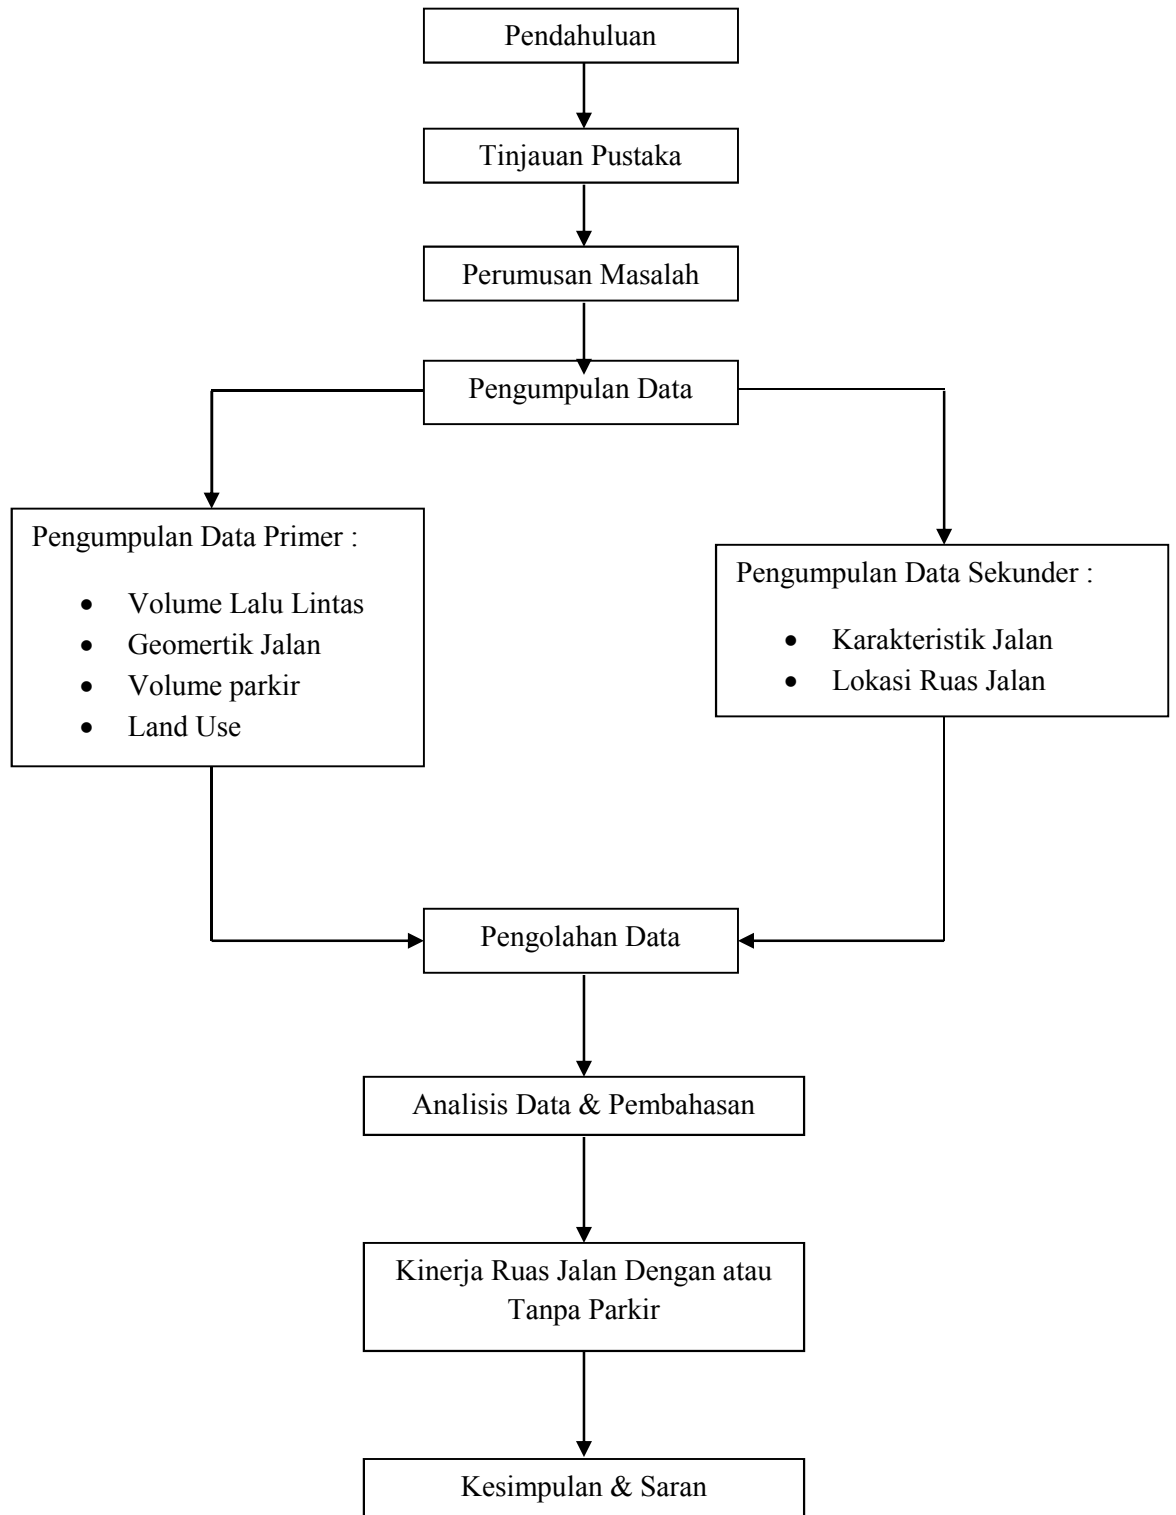 Pendahuluan
Tinjauan Pustaka
Perumusan Masalah
Pengumpulan Data
Pengumpulan Data Primer :
• Volume Lalu Lintas
• Geomertik Jalan
• Volume parkir
• Land Use
Pengumpulan Data Sekunder :
• Karakteristik Jalan
• Lokasi Ruas Jalan
Pengolahan Data
Analisis Data & Pembahasan
Kinerja Ruas Jalan Dengan atau
Tanpa Parkir
Kesimpulan & Saran